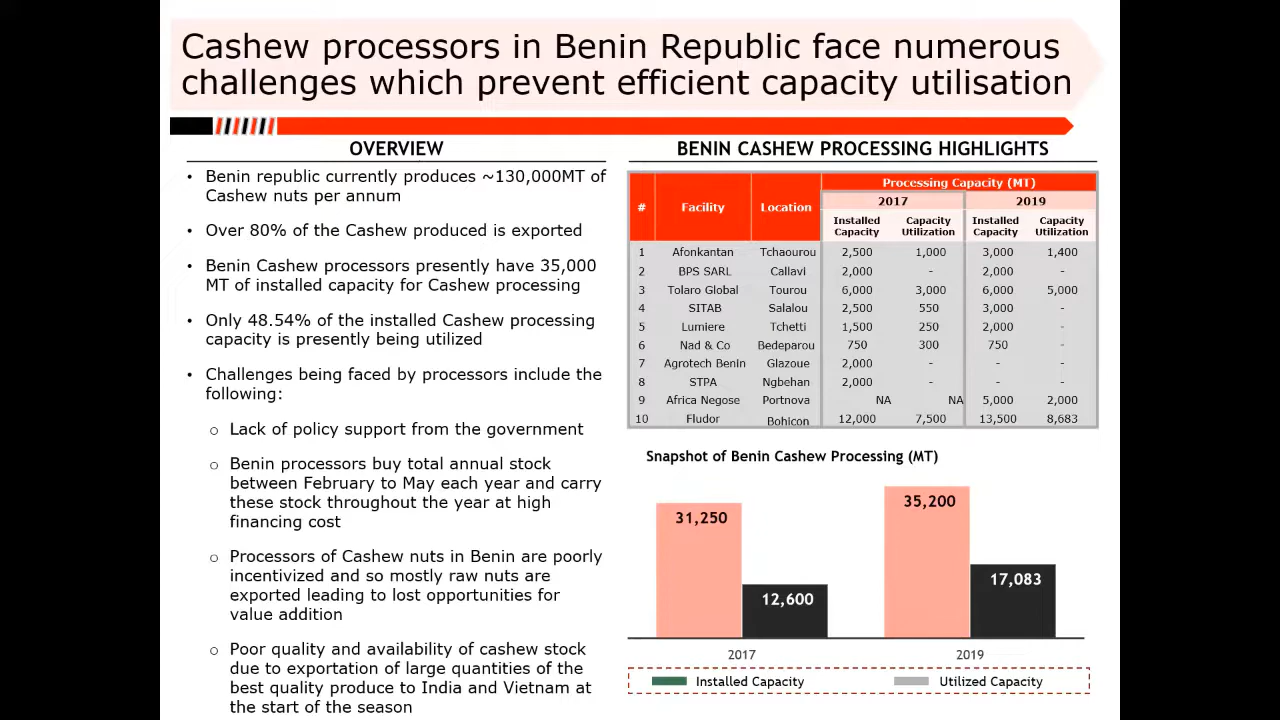 Cashew processors in Benin Republic face numerous
challenges which prevent efficient capacity utilisation
OVERVIEW
• Benin republic currently produces ~130,000MT of
Cashew nuts per annum
• Over 80% of the Cashew produced is exported
• Benin Cashew processors presently have 35,000
MT of installed capacity for Cashew processing
• Only 48.54% of the installed Cashew processing
capacity is presently being utilized
• Challenges being faced by processors include the
following:
o Lack of policy support from the government
o Benin processors buy total annual stock
between February to May each year and carry
these stock throughout the year at high
financing cost
o Processors of Cashew nuts in Benin are poorly
incentivized and so mostly raw nuts are
exported leading to lost opportunities for
value addition
o Poor quality and availability of cashew stock
due to exportation of large quantities of the
best quality produce to India and Vietnam at
the start of the season
BENIN CASHEW PROCESSING HIGHLIGHTS
Processing Capacity (MT)
# Facility Location
2017 2019
Installed Capacity Installed Capacity
Capacity Utilization Capacity Utilization
1 Afonkantan Tchaourou 2,500 1,000 3,000 1,400
2 BPS SARL Callavi 2,000 - 2,000 -
3 Tolaro Global Tourou 6,000 3,000 6,000 5,000
4 SITAB Salalou 2,500 550 3,000 -
5 Lumiere Tchetti 1,500 250 2,000 -
6 Nad & Co Bedeparou 750 300 750 -
7 Agrotech Benin Glazoue 2,000 - - -
8 STPA Ngbehan 2,000 - - -
9 Africa Negose Portnova NA NA 5,000 2,000
10 Fludor Bohicon 12,000 7,500 13,500 8,683
Snapshot of Benin Cashew Processing (MT)
31,250 12,600 35,200 17,083
2017 2019
Installed Capacity Utilized Capacity